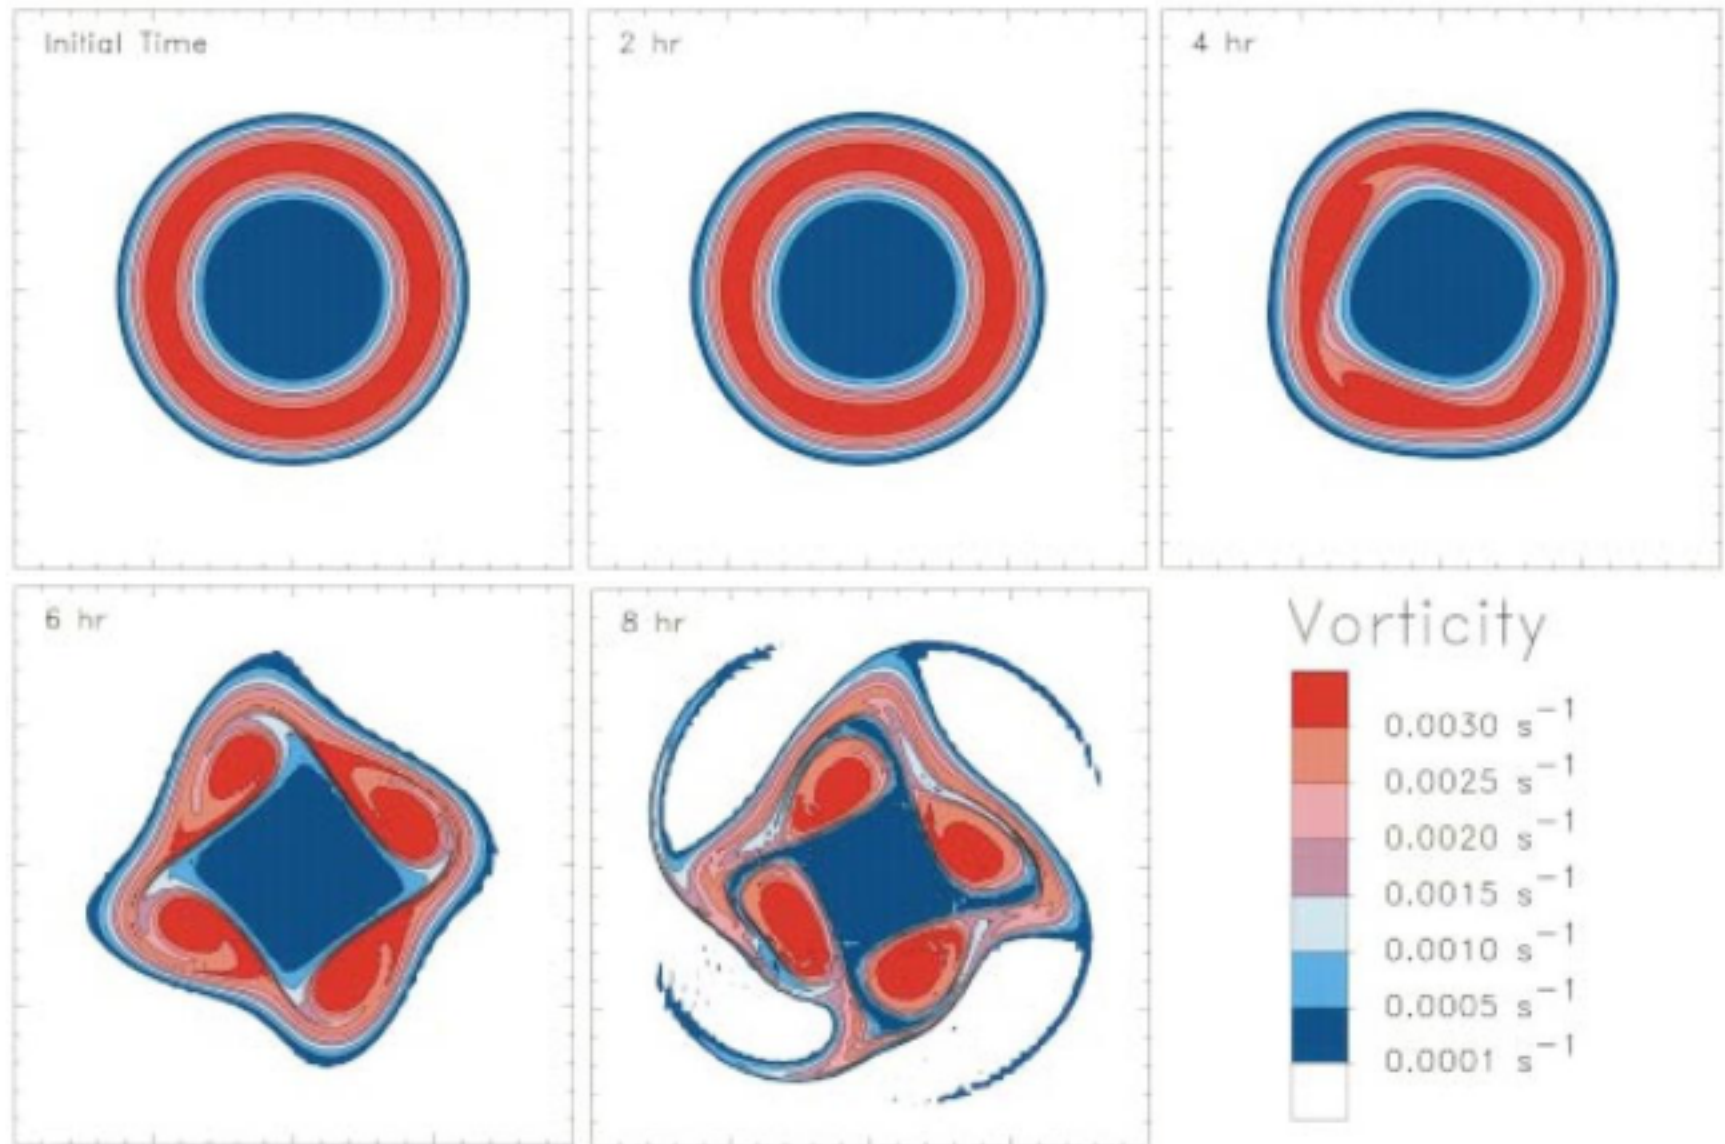 Initial Time
2 hr
4 hr
6 hr
8 hr
Vorticity
0.0030 s⁻¹
0.0025 s⁻¹
0.0020 s⁻¹
0.0015 s⁻¹
0.0010 s⁻¹
0.0005 s⁻¹
0.0001 s⁻¹